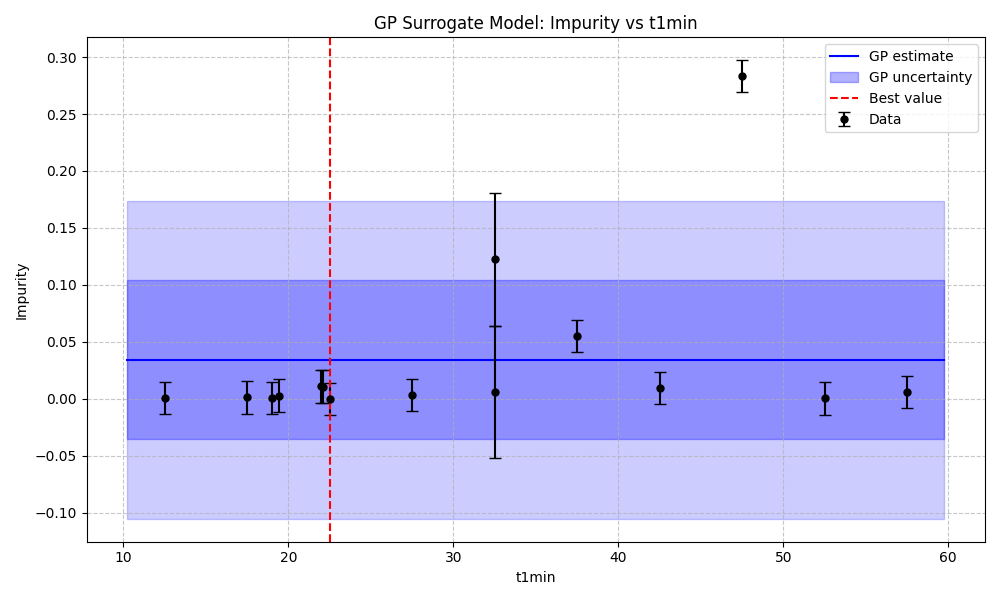 GP Surrogate Model: Impurity vs t1min
GP estimate
GP uncertainty
Best value
Data
Impurity
0.30
0.25
0.20
0.15
0.10
0.05
0.00
−0.05
−0.10
10 20 30 40 50 60
t1min